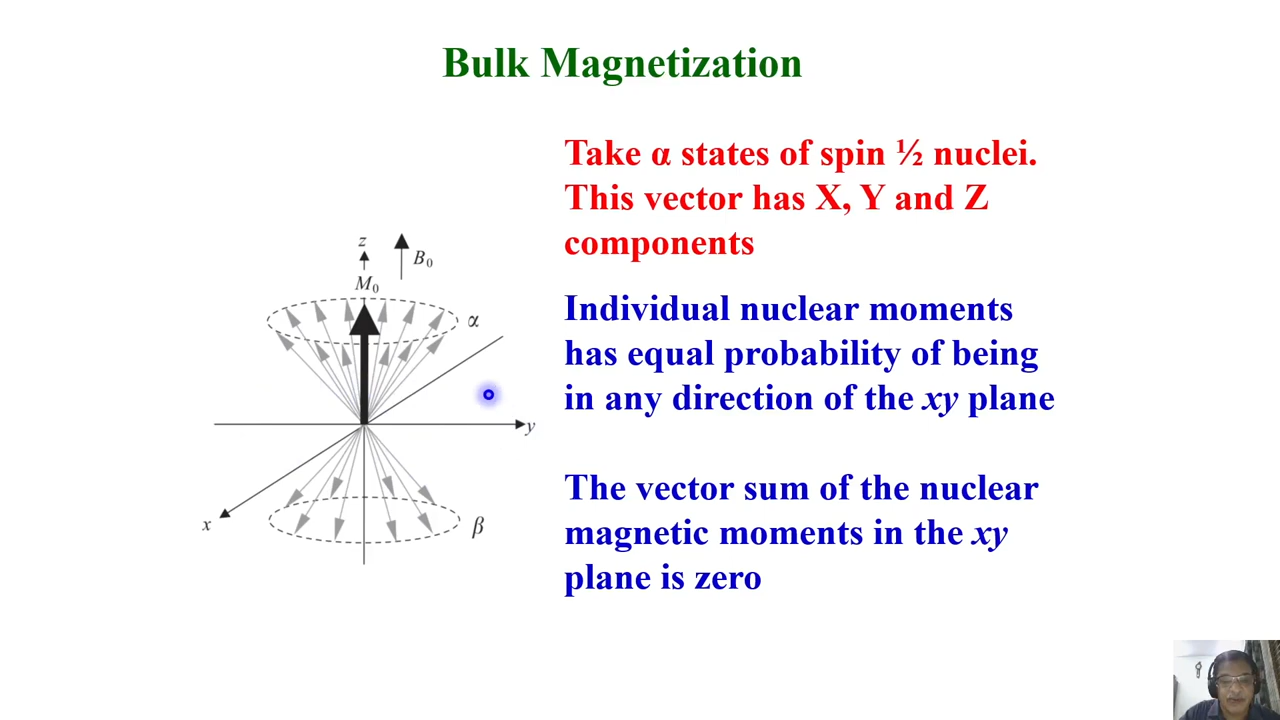 Bulk Magnetization
Take α states of spin ½ nuclei.
This vector has X, Y and Z
components
z
B₀
M₀
α
Individual nuclear moments
has equal probability of being
in any direction of the xy plane
y
The vector sum of the nuclear
magnetic moments in the xy
plane is zero
x
β